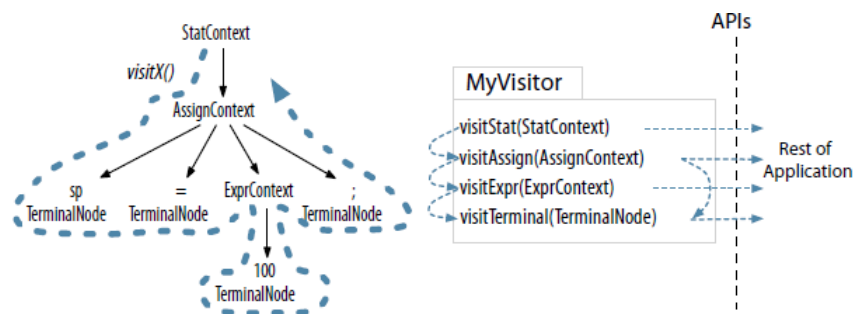 StatContext
visitX()
AssignContext
sp
TerminalNode
=
TerminalNode
ExprContext
;
TerminalNode
100
TerminalNode
APIs
MyVisitor
visitStat(StatContext)
visitAssign(AssignContext)
visitExpr(ExprContext)
visitTerminal(TerminalNode)
Rest of
Application